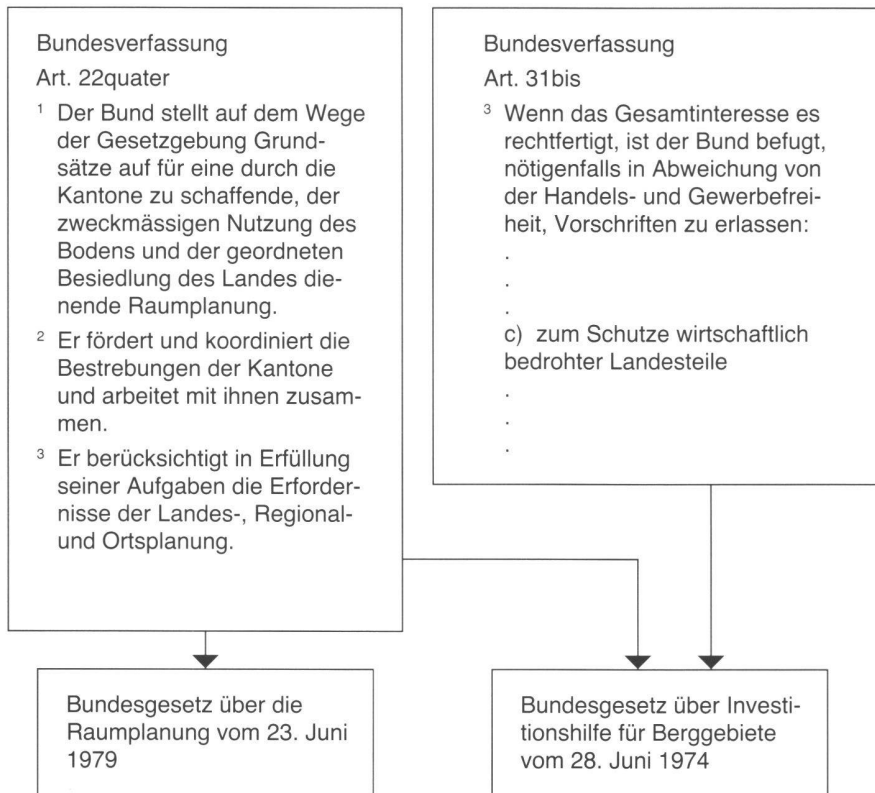 Bundesverfassung
Art. 22quater
1 Der Bund stellt auf dem Wege
der Gesetzgebung Grund-
sätze auf für eine durch die
Kantone zu schaffende, der
zweckmässigen Nutzung des
Bodens und der geordneten
Besiedlung des Landes die-
nende Raumplanung.
2 Er fördert und koordiniert die
Bestrebungen der Kantone
und arbeitet mit ihnen zusam-
men.
3 Er berücksichtigt in Erfüllung
seiner Aufgaben die Erforder-
nisse der Landes-, Regional-
und Ortsplanung.
Bundesverfassung
Art. 31bis
3 Wenn das Gesamtinteresse es
rechtfertigt, ist der Bund befugt,
nötigenfalls in Abweichung von
der Handels- und Gewerbefrei-
heit, Vorschriften zu erlassen:
.
.
.
c) zum Schutze wirtschaftlich
bedrohter Landesteile
.
.
.
Bundesgesetz über die
Raumplanung vom 23. Juni
1979
Bundesgesetz über Investi-
tionshilfe für Berggebiete
vom 28. Juni 1974